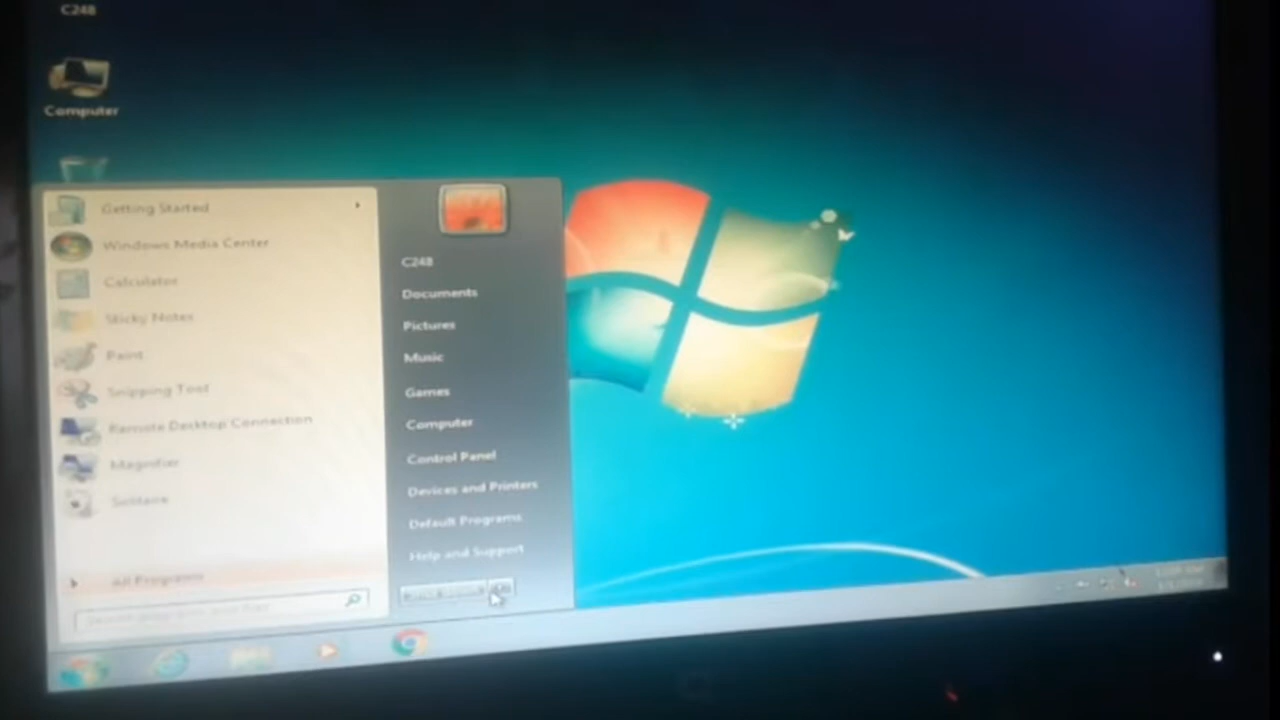 C248
Computer
Getting Started
Windows Media Center
Calculator
Sticky Notes
Paint
Snipping Tool
Remote Desktop Connection
Magnifier
Solitaire
All Programs
C248
Documents
Pictures
Music
Games
Computer
Control Panel
Devices and Printers
Default Programs
Help and Support